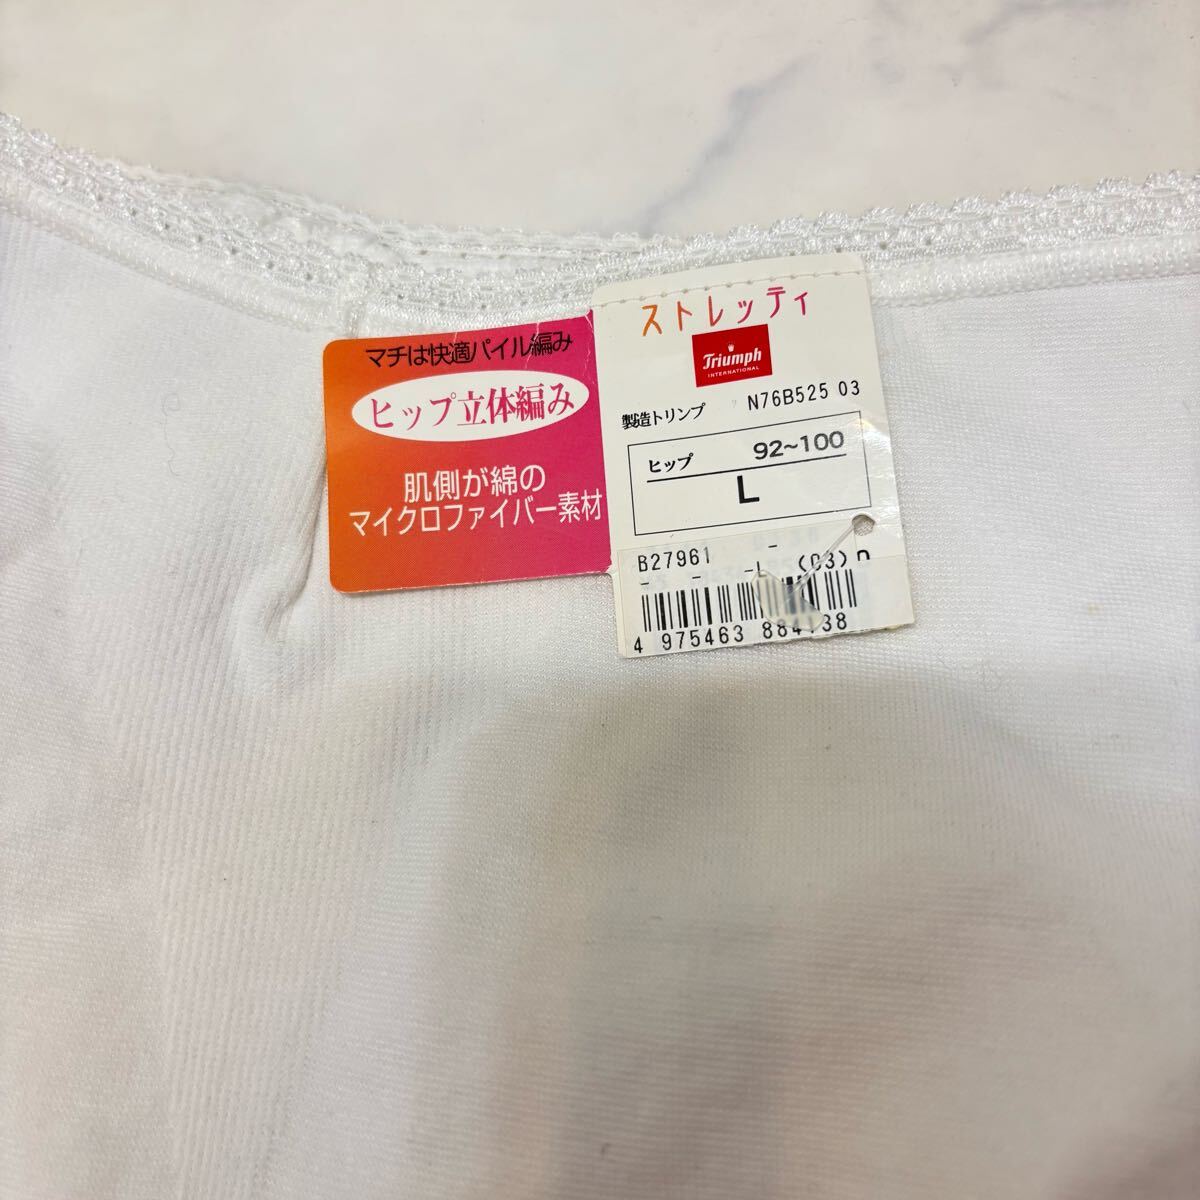 マチは快適パイル編み
ヒップ立体編み
肌側が綿の
マイクロファイバー素材
ストレッティ
Triumph
INTERNATIONAL
製造トリンプ N76B525 03
ヒップ 92~100
L
B27961 -
- - -L (03)
4 975463 884138